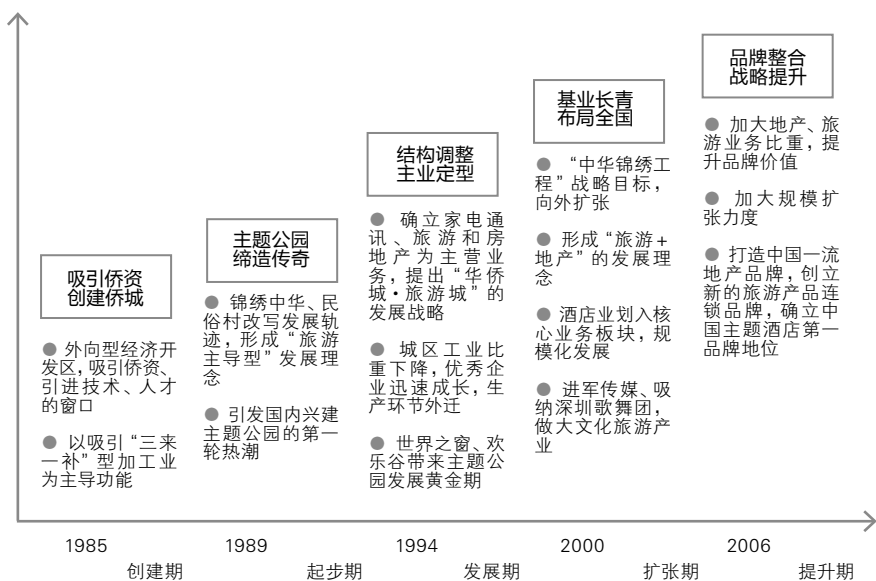 吸引侨资
创建侨城
● 外向型经济开
发区，吸引侨资、
引进技术、人才
的窗口
● 以吸引“三来
一补”型加工业
为主导功能
主题公园
缔造传奇
● 锦绣中华、民
俗村改写发展轨
迹，形成“旅游
主导型”发展理
念
● 引发国内兴建
主题公园的第一
轮热潮
结构调整
主业定型
● 确立家电通
讯、旅游和房
地产为主营业
务，提出“华侨
城·旅游城”的
发展战略
● 城区工业比
重下降，优秀企
业迅速成长，生
产环节外迁
● 世界之窗、欢
乐谷带来主题公
园发展黄金期
基业长青
布局全国
● “中华锦绣工
程”战略目标，
向外扩张
● 形成“旅游+
地产”的发展理
念
● 酒店业划入核
心业务板块，规
模化发展
● 进军传媒、吸
纳深圳歌舞团，
做大文化旅游产
业
品牌整合
战略提升
● 加大地产、旅
游业务比重，提
升品牌价值
● 加大规模扩
张力度
● 打造中国一流
地产品牌，创立
新的旅游产品连
锁品牌，确立中
国主题酒店第一
品牌地位
1985 1989 1994 2000 2006
创建期 起步期 发展期 扩张期 提升期